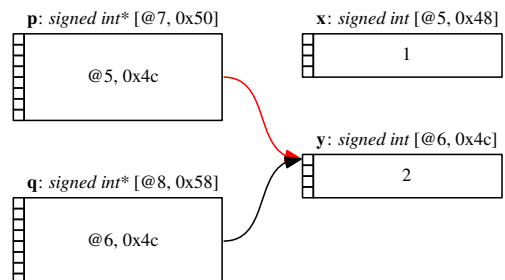 p: signed int* [@7, 0x50]
@5, 0x4c
x: signed int [@5, 0x48]
1
y: signed int [@6, 0x4c]
2
q: signed int* [@8, 0x58]
@6, 0x4c